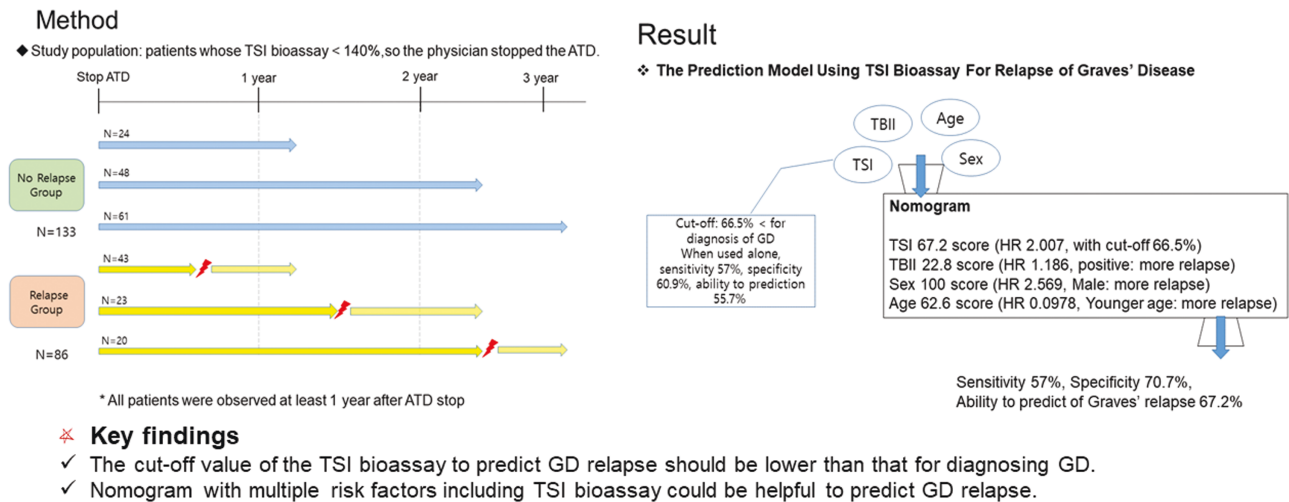 Method
◆ Study population: patients whose TSI bioassay < 140%,so the physician stopped the ATD.
Stop ATD
1 year
2 year
3 year
N=24
N=48
No Relapse
Group
N=61
N=133
N=43
N=23
Relapse
Group
N=20
N=86
* All patients were observed at least 1 year after ATD stop
Result
❖ The Prediction Model Using TSI Bioassay For Relapse of Graves' Disease
TBII
Age
TSI
Sex
Cut-off: 66.5% < for
diagnosis of GD
When used alone,
sensitivity 57%, specificity
60.9%, ability to prediction
55.7%
Nomogram
TSI 67.2 score (HR 2.007, with cut-off 66.5%)
TBII 22.8 score (HR 1.186, positive: more relapse)
Sex 100 score (HR 2.569, Male: more relapse)
Age 62.6 score (HR 0.0978, Younger age: more relapse)
Sensitivity 57%, Specificity 70.7%,
Ability to predict of Graves' relapse 67.2%
Key findings
✓ The cut-off value of the TSI bioassay to predict GD relapse should be lower than that for diagnosing GD.
✓ Nomogram with multiple risk factors including TSI bioassay could be helpful to predict GD relapse.